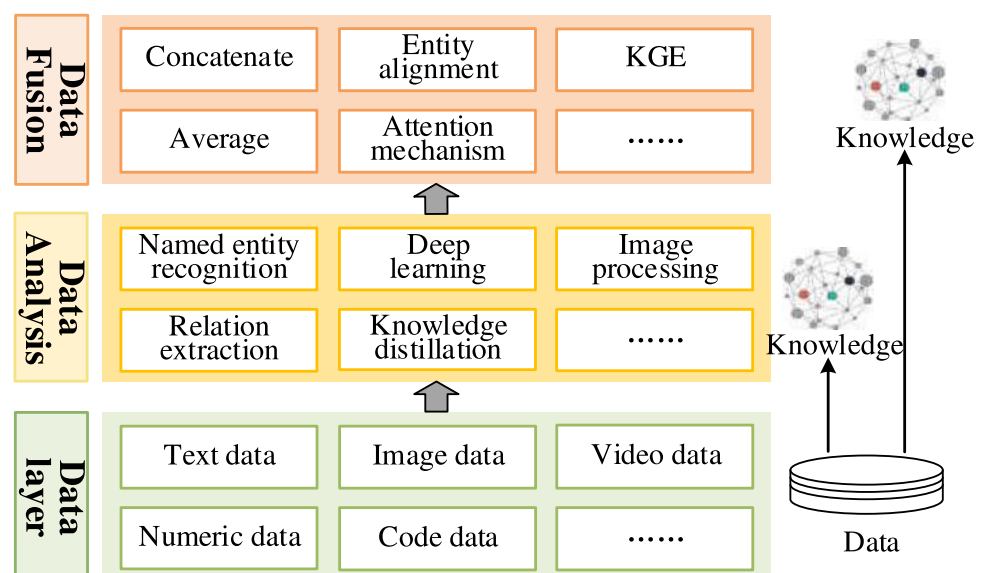 Data
Fusion
Concatenate
Entity
alignment
KGE
Average
Attention
mechanism
......
Knowledge
Data
Analysis
Named entity
recognition
Deep
learning
Image
processing
Relation
extraction
Knowledge
distillation
......
Knowledge
Data
layer
Text data
Image data
Video data
Numeric data
Code data
......
Data